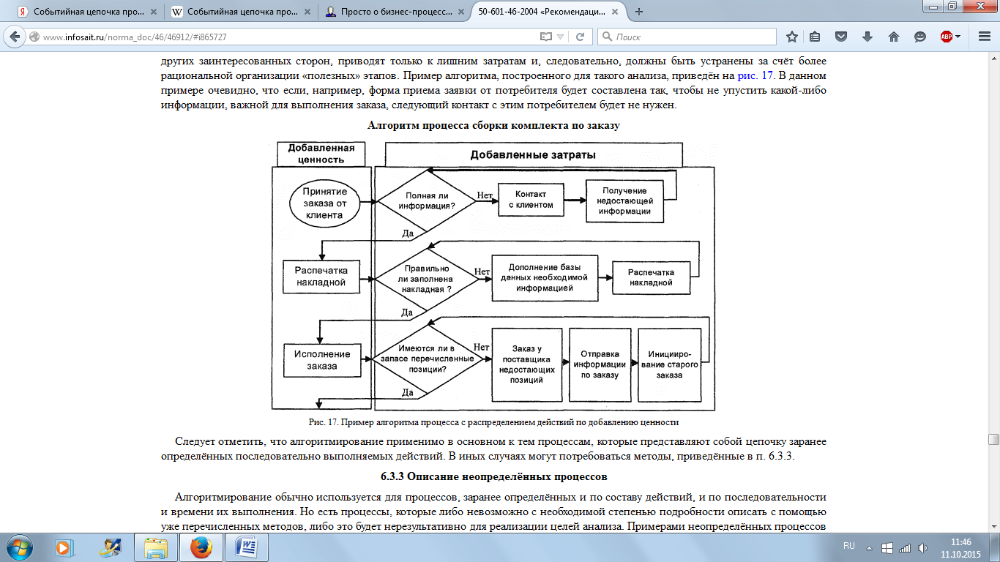 Событийная цепочка про...
Событийная цепочка про...
Просто о бизнес-процесс...
50-601-46-2004 «Рекомендаци...
www.infosait.ru/norma_doc/46/46912/#i865727
Поиск
ABP
других заинтересованных сторон, приводят только к лишним затратам и, следовательно, должны быть устранены за счёт более
рациональной организации «полезных» этапов. Пример алгоритма, построенного для такого анализа, приведён на рис. 17. В данном
примере очевидно, что если, например, форма приема заявки от потребителя будет составлена так, чтобы не упустить какой-либо
информации, важной для выполнения заказа, следующий контакт с этим потребителем будет не нужен.
Алгоритм процесса сборки комплекта по заказу
Добавленная
ценность
Добавленные затраты
Принятие
заказа от
клиента
Полная ли
информация?
Нет
Контакт
с клиентом
Получение
недостающей
информации
Да
Распечатка
накладной
Правильно
ли заполнена
накладная ?
Нет
Дополнение базы
данных необходимой
информацией
Распечатка
накладной
Да
Исполнение
заказа
Имеются ли в
запасе перечисленные
позиции?
Нет
Заказ у
поставщика
недостающих
позиций
Отправка
информации
по заказу
Иницииро-
вание старого
заказа
Да
Рис. 17. Пример алгоритма процесса с распределением действий по добавлению ценности
Следует отметить, что алгоритмирование применимо в основном к тем процессам, которые представляют собой цепочку заранее
определённых последовательно выполняемых действий. В иных случаях могут потребоваться методы, приведённые в п. 6.3.3.
6.3.3 Описание неопределённых процессов
Алгоритмирование обычно используется для процессов, заранее определённых и по составу действий, и по последовательности
и времени их выполнения. Но есть процессы, которые либо невозможно с необходимой степенью подробности описать с помощью
уже перечисленных методов, либо это будет нерезультативно для реализации целей анализа. Примерами неопределённых процессов
RU
11:46
11.10.2015